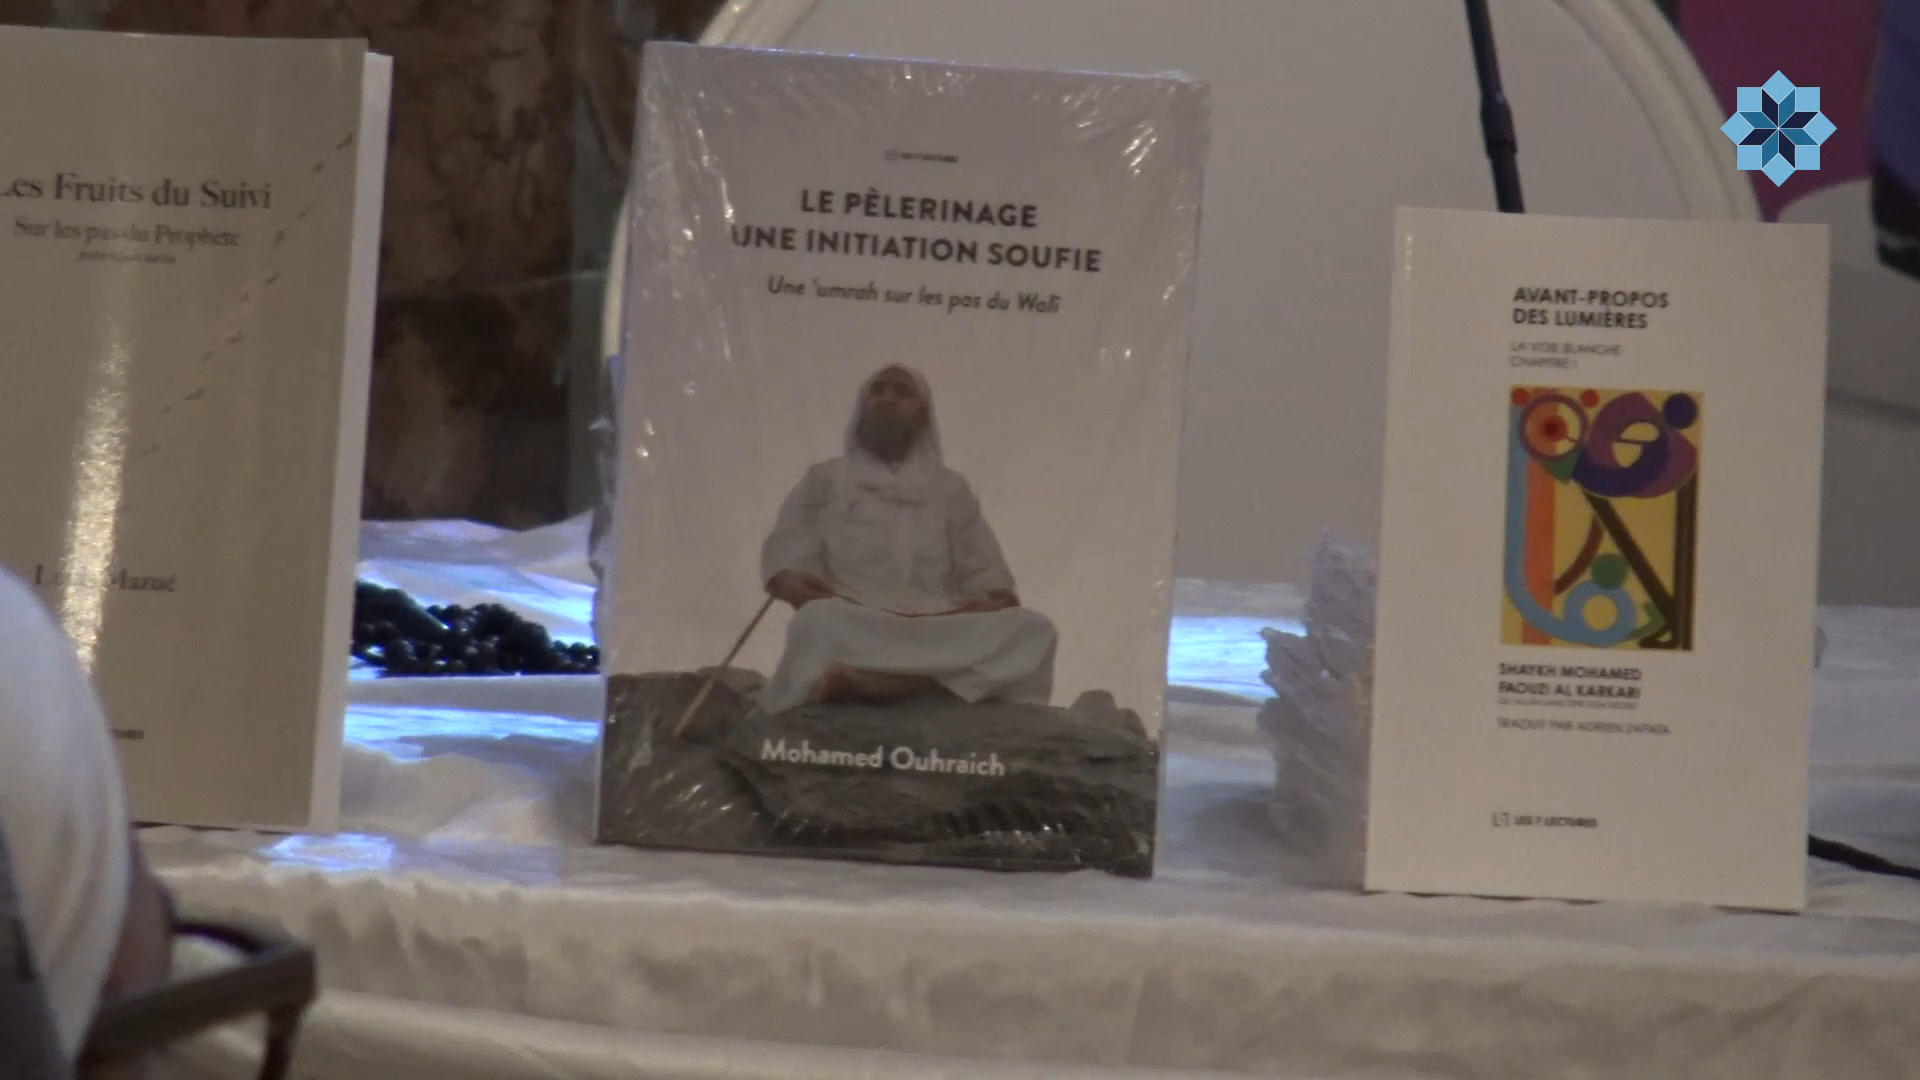 Les Fruits du Suivi
Sur les pas du Prophète
Mazué
LE PÈLERINAGE
UNE INITIATION SOUFIE
Une ‘umrah sur les pas du Walî
Mohamed Ouhraich
AVANT-PROPOS
DES LUMIÈRES
LA VOIE BLANCHE
CHAPITRE I
SHAYKH MOHAMED
FAOUZI AL KARKARI
TRADUIT PAR ADRIEN ZAPATA
LES 7 LECTURES